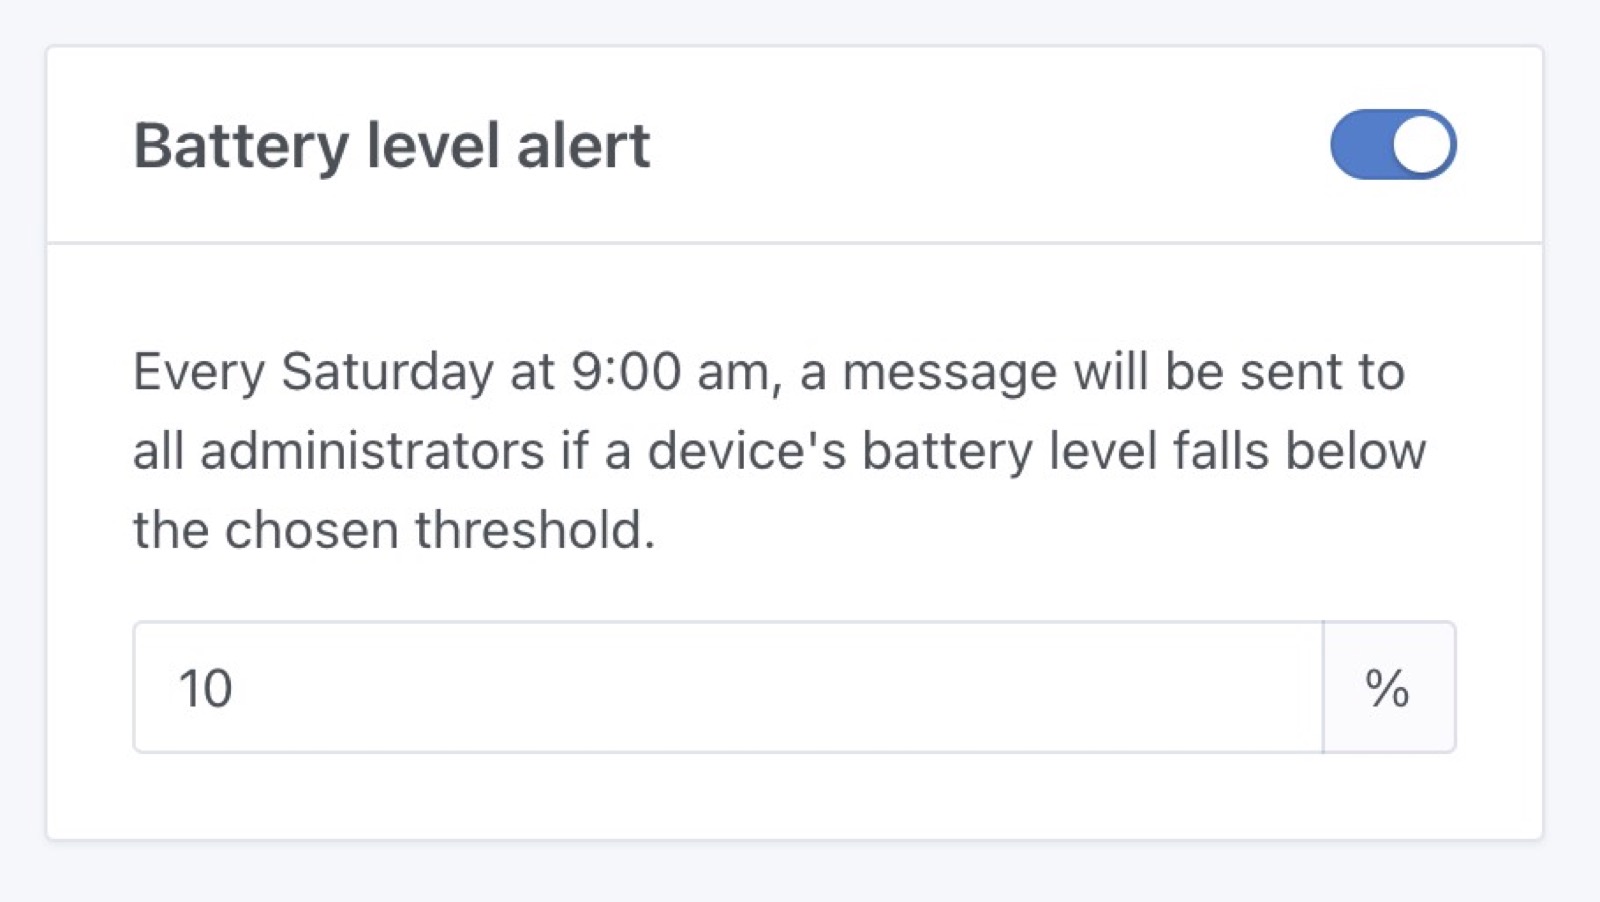 Battery level alert
Every Saturday at 9:00 am, a message will be sent to
all administrators if a device's battery level falls below
the chosen threshold.
10 %